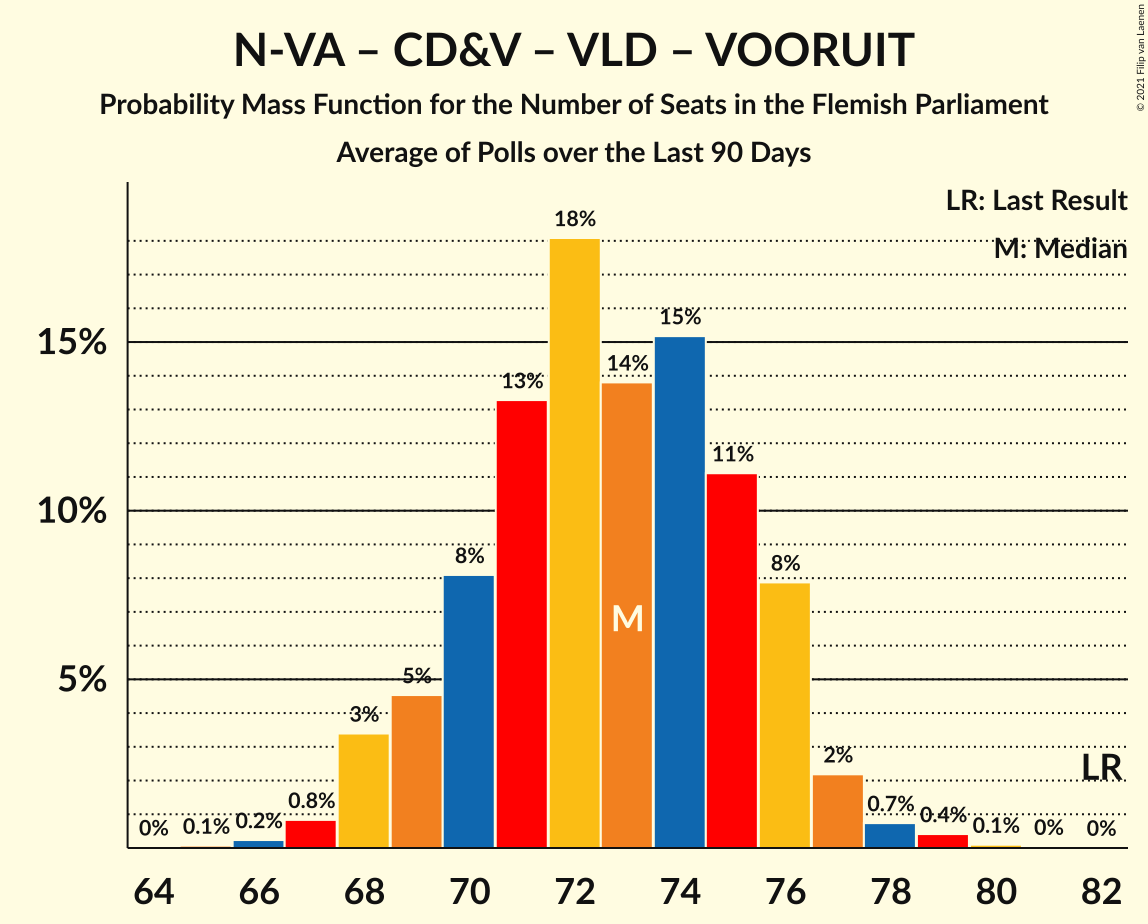 © 2021 Filip van Laenen
N-VA – CD&V – VLD – VOORUIT
Probability Mass Function for the Number of Seats in the Flemish Parliament
Average of Polls over the Last 90 Days
LR: Last Result
M: Median
15%
10%
5%
0% 0.1% 0.2% 0.8% 3% 5% 8% 13% 18% 14% 15% 11% 8% 2% 0.7% 0.4% 0.1% 0% 0%
M
LR
64 66 68 70 72 74 76 78 80 82